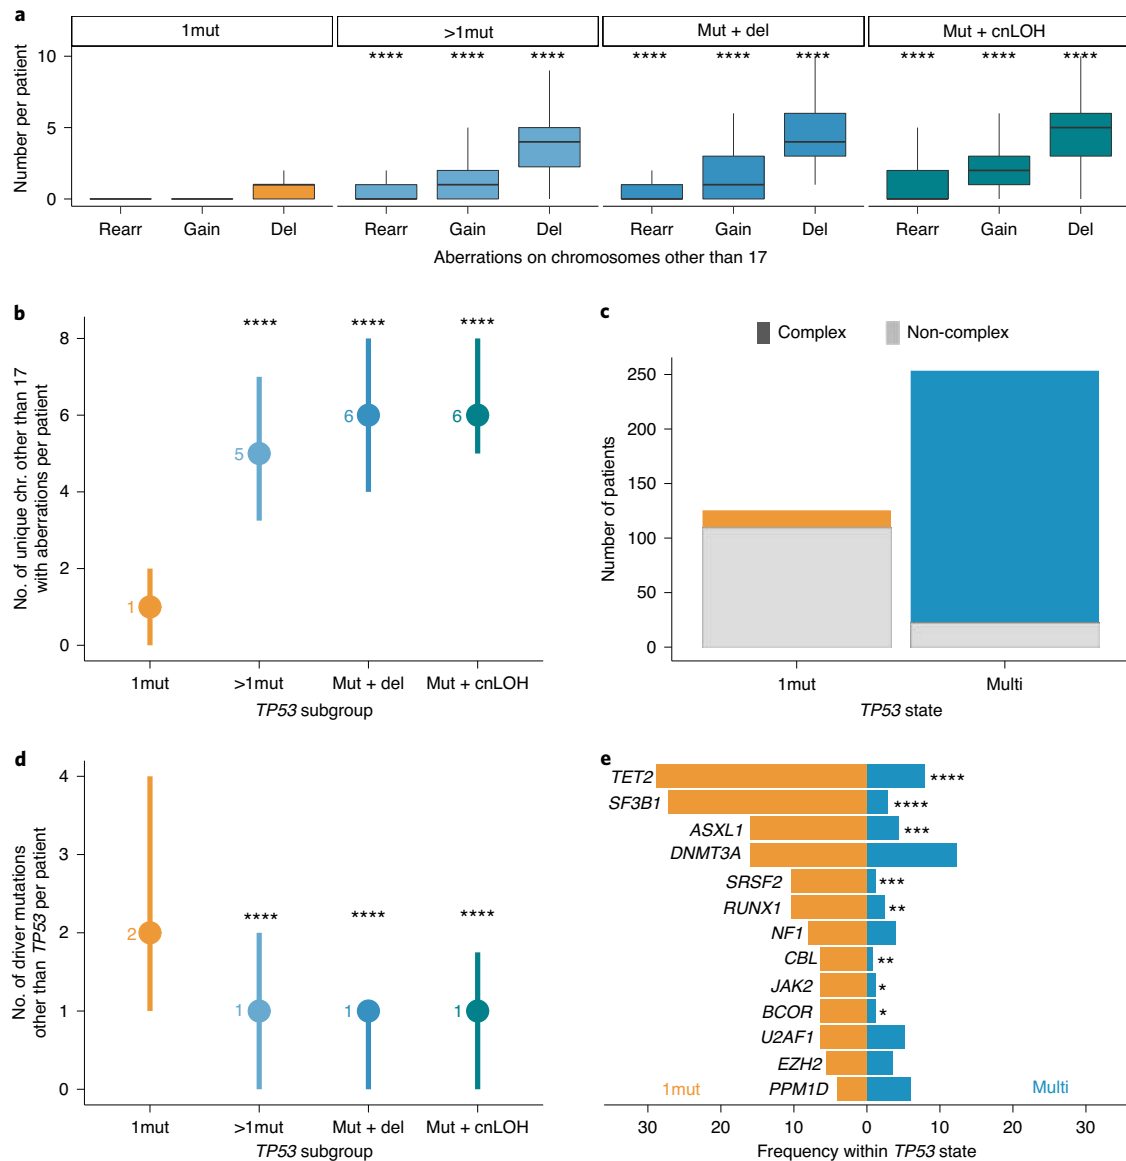 a
1mut
>1mut
Mut + del
Mut + cnLOH
Number per patient
10
5
0
**** **** ****
**** **** ****
**** **** ****
Rearr Gain Del
Rearr Gain Del
Rearr Gain Del
Rearr Gain Del
Aberrations on chromosomes other than 17
b
No. of unique chr. other than 17
with aberrations per patient
8
6
4
2
0
**** **** ****
1
5
6
6
1mut >1mut Mut + del Mut + cnLOH
TP53 subgroup
c
Complex Non-complex
Number of patients
250
200
150
100
50
0
1mut Multi
TP53 state
d
No. of driver mutations
other than TP53 per patient
4
3
2
1
0
**** **** ****
2
1
1
1
1mut >1mut Mut + del Mut + cnLOH
TP53 subgroup
e
TET2 ****
SF3B1 ****
ASXL1 ***
DNMT3A
SRSF2 ***
RUNX1 **
NF1
CBL **
JAK2 *
BCOR *
U2AF1
EZH2
PPM1D
1mut Multi
30 20 10 0 10 20 30
Frequency within TP53 state